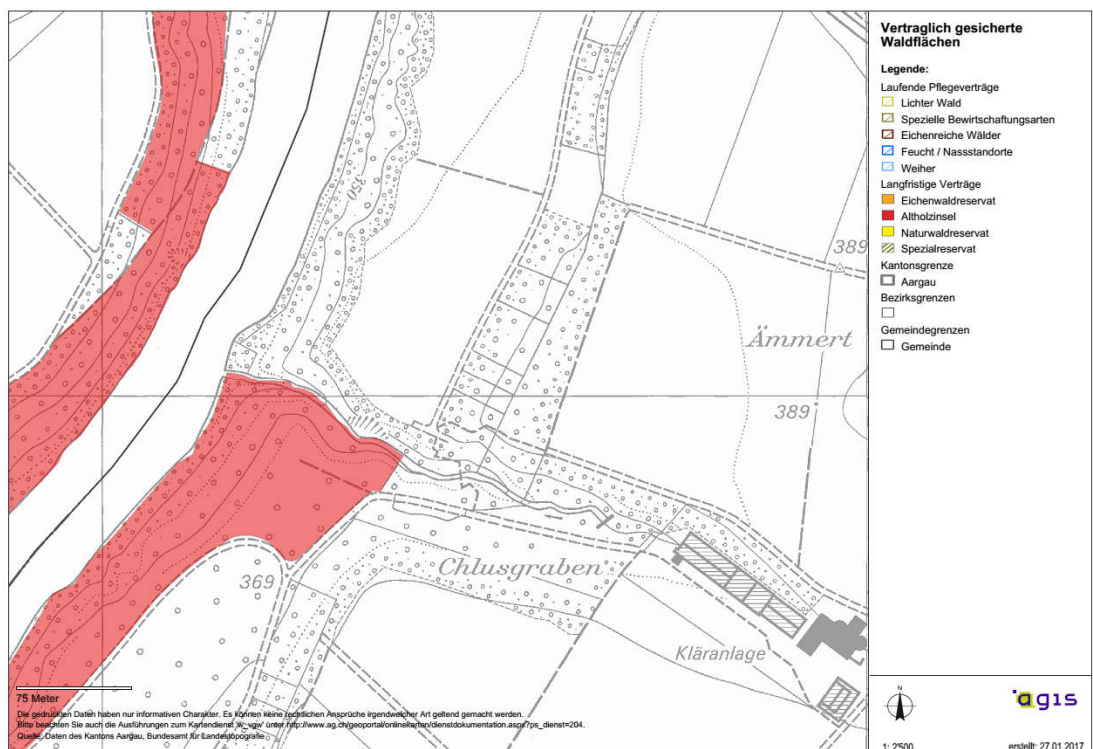 Vertraglich gesicherte
Waldflächen
Legende:
Laufende Pflegeverträge
Lichter Wald
Spezielle Bewirtschaftungsarten
Eichenreiche Wälder
Feucht / Nassstandorte
Weiher
Langfristige Verträge
Eichenwaldreservat
Altholzinsel
Naturwaldreservat
Spezialreservat
Kantonsgrenze
Aargau
Bezirksgrenzen
Gemeindegrenzen
Gemeinde
350
389
Ämmert
389
Chlusgraben
369
Kläranlage
75 Meter
Die gedruckten Daten haben nur informativen Charakter. Es können keine rechtlichen Ansprüche irgendwelcher Art geltend gemacht werden.
Bitte beachten Sie auch die Ausführungen zum Kartendienst 'w_vgw' unter http://www.ag.ch/geoportal/onlinekarten/dienstdokumentation.aspx?ps_dienst=204.
Quelle: Daten des Kantons Aargau, Bundesamt für Landestopografie
N
agis
1: 2'500
erstellt: 27.01.2017